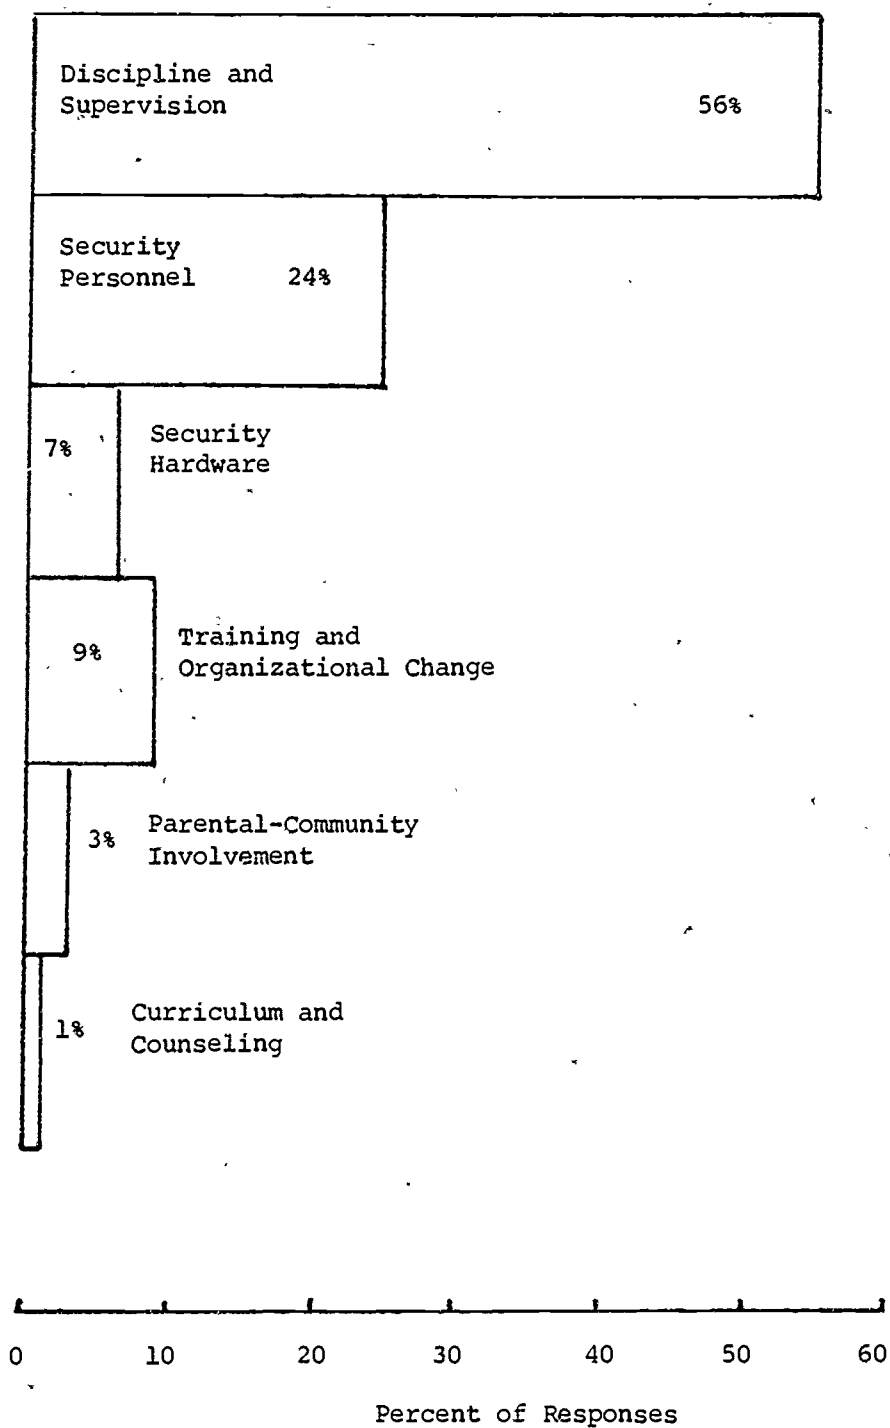 Discipline and
Supervision
56%
Security
Personnel 24%
7%
Security
Hardware
9%
Training and
Organizational Change
3%
Parental-Community
Involvement
1%
Curriculum and
Counseling
0 10 20 30 40 50 60
Percent of Responses